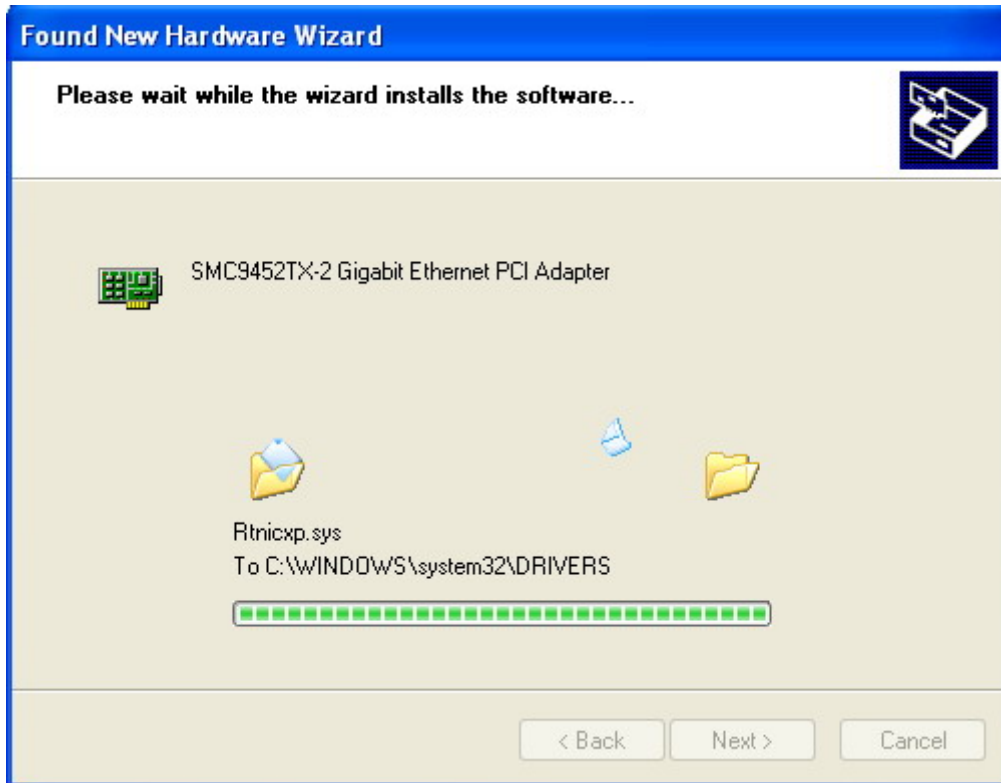 Found New Hardware Wizard
Please wait while the wizard installs the software...
SMC9452TX-2 Gigabit Ethernet PCI Adapter
Rtnicxp.sys
To C:\WINDOWS\system32\DRIVERS
< Back Next > Cancel